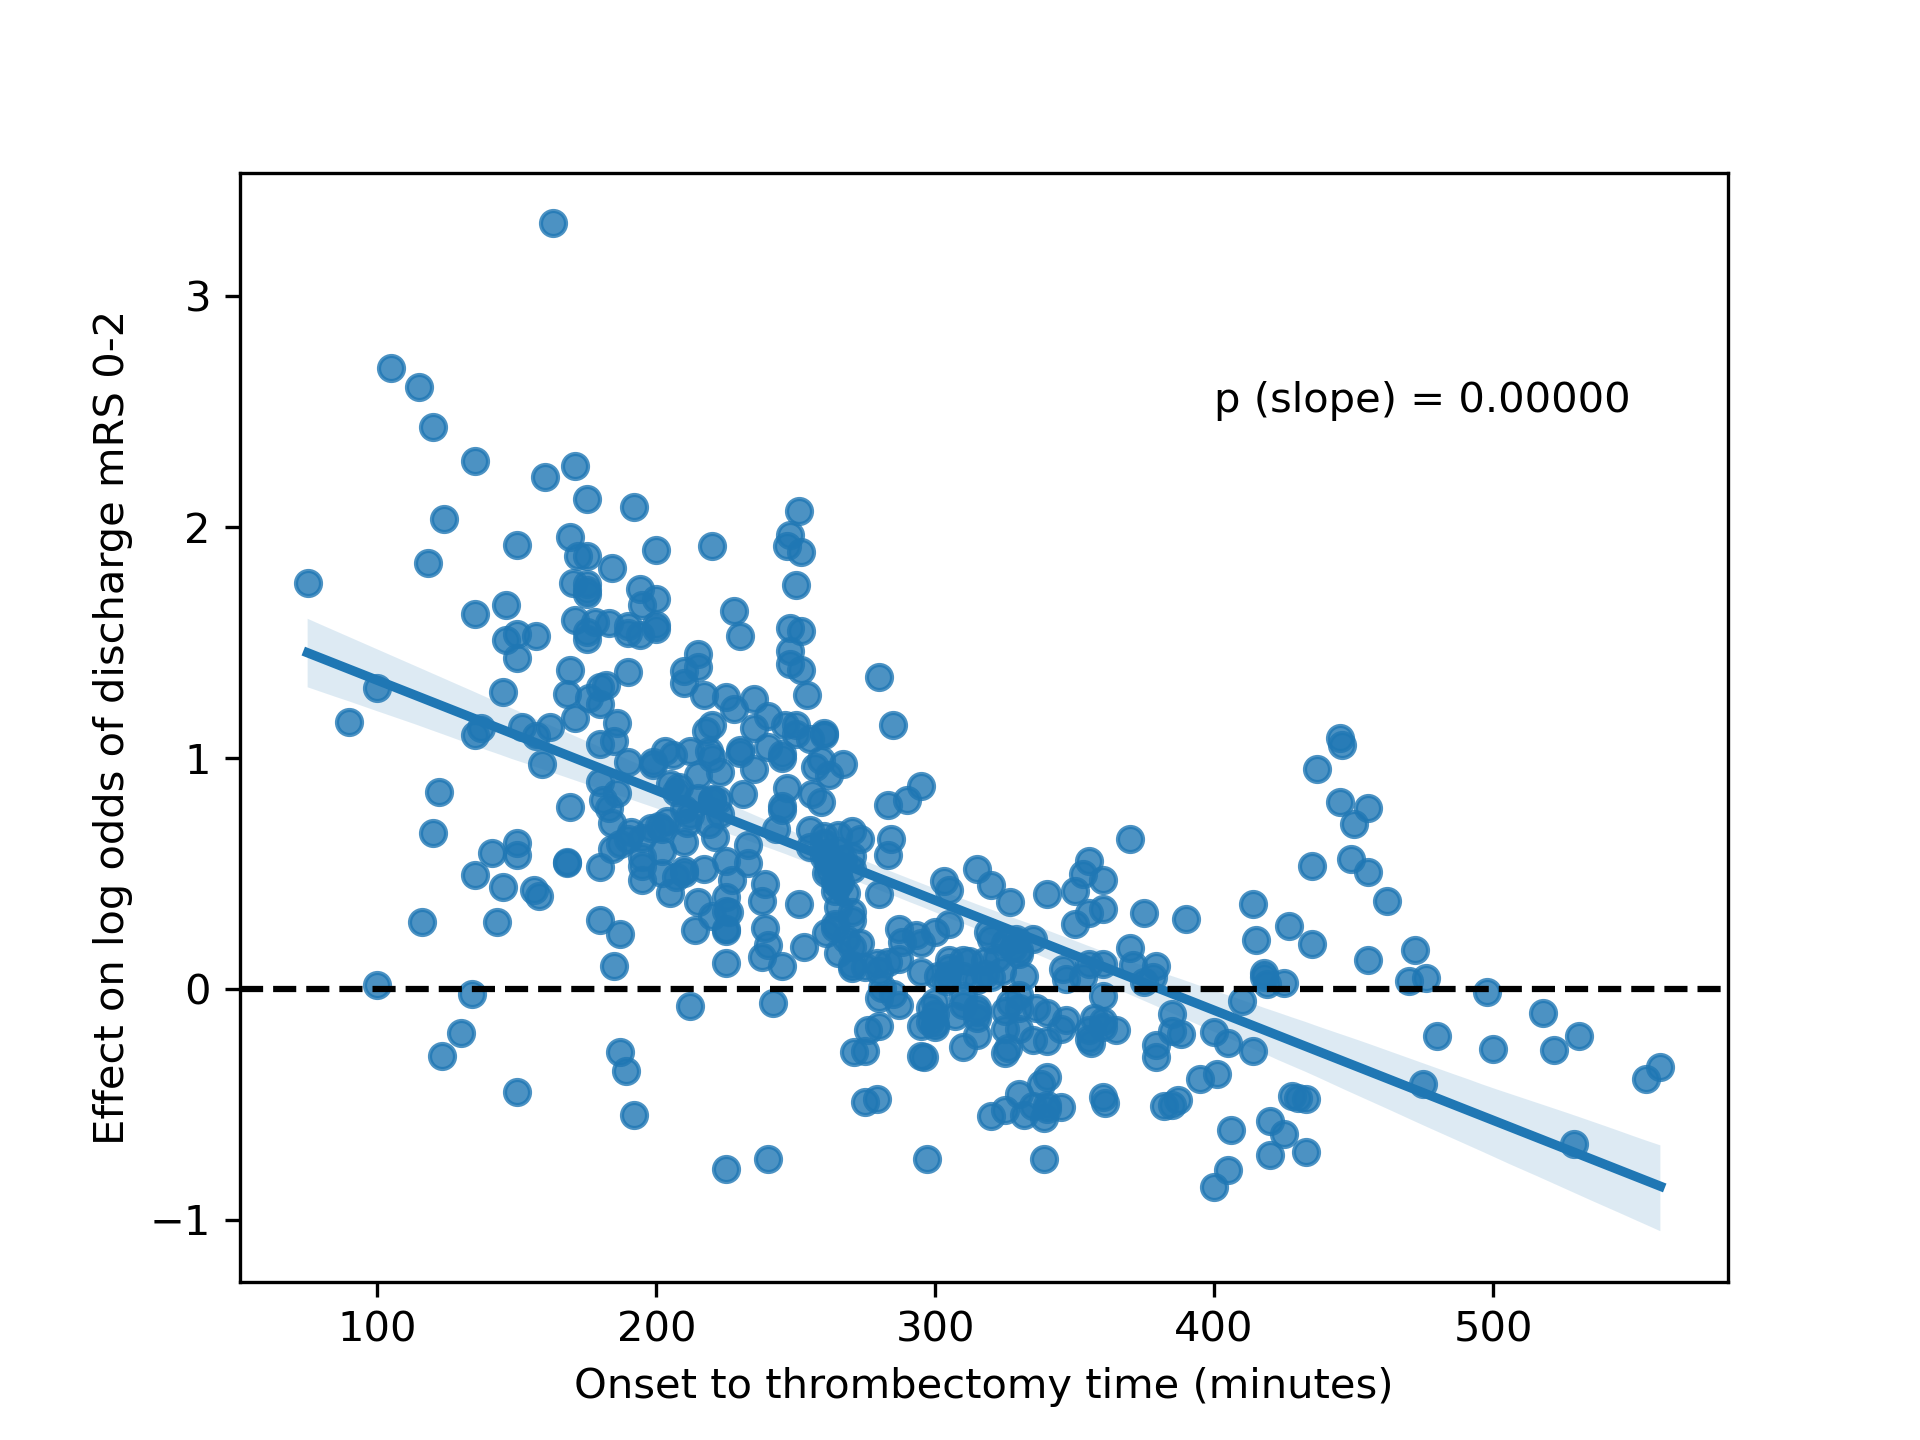 p (slope) = 0.00000
Effect on log odds of discharge mRS 0-2
3
2
1
0
−1
100 200 300 400 500
Onset to thrombectomy time (minutes)